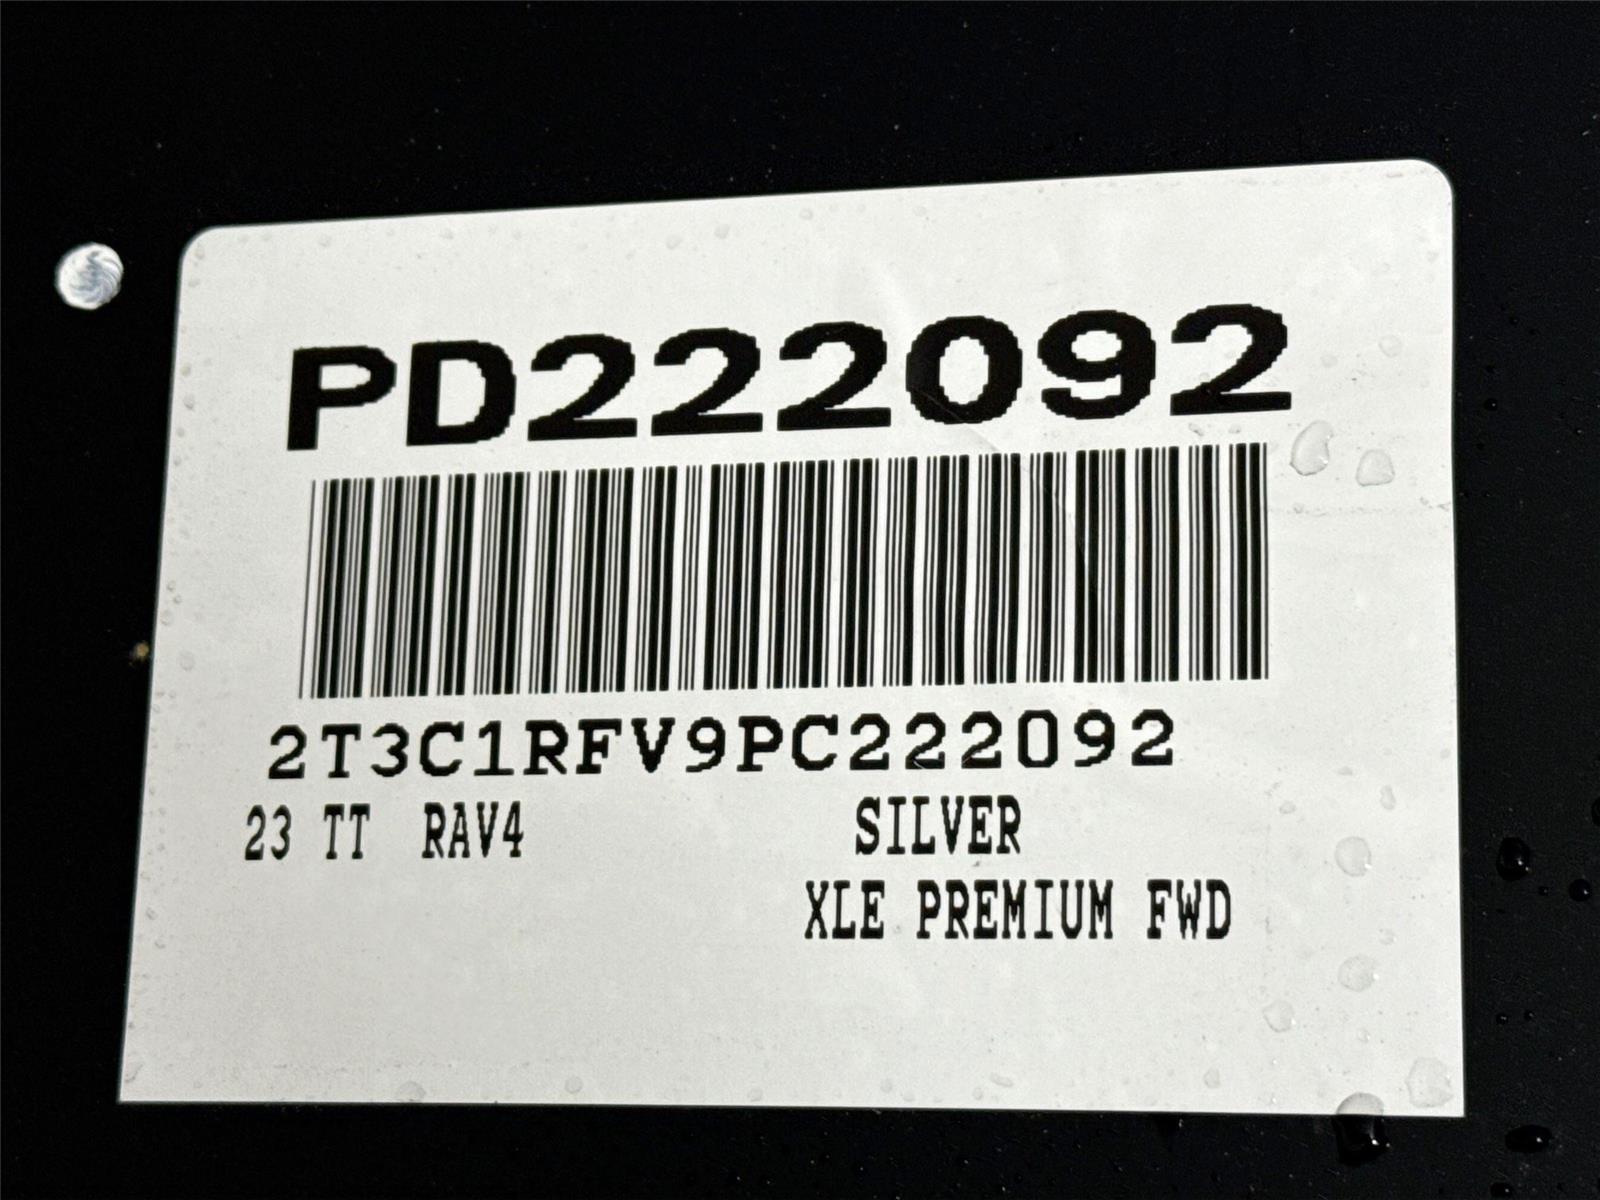 PD222092
2T3C1RFV9PC222092
23 TT RAV4 SILVER
XLE PREMIUM FWD